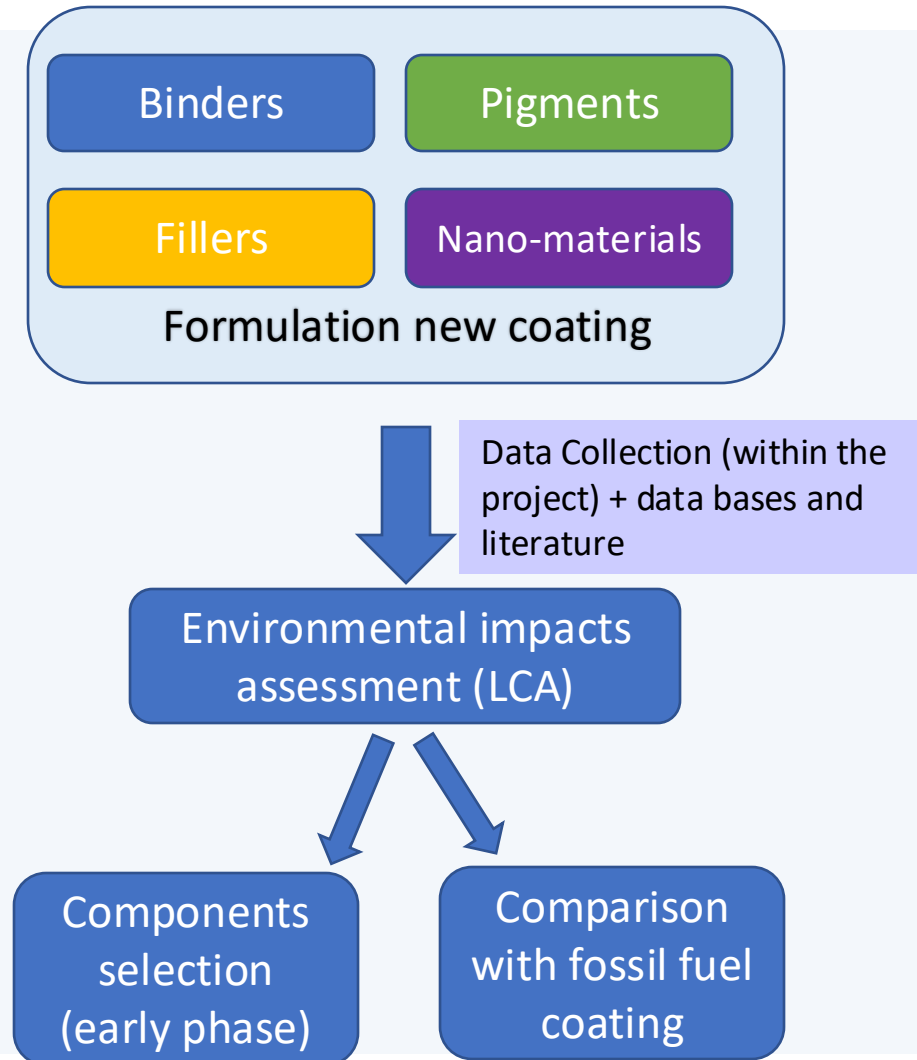 Binders
Pigments
Fillers
Nano-materials
Formulation new coating
Data Collection (within the
project) + data bases and
literature
Environmental impacts
assessment (LCA)
Components
selection
(early phase)
Comparison
with fossil fuel
coating